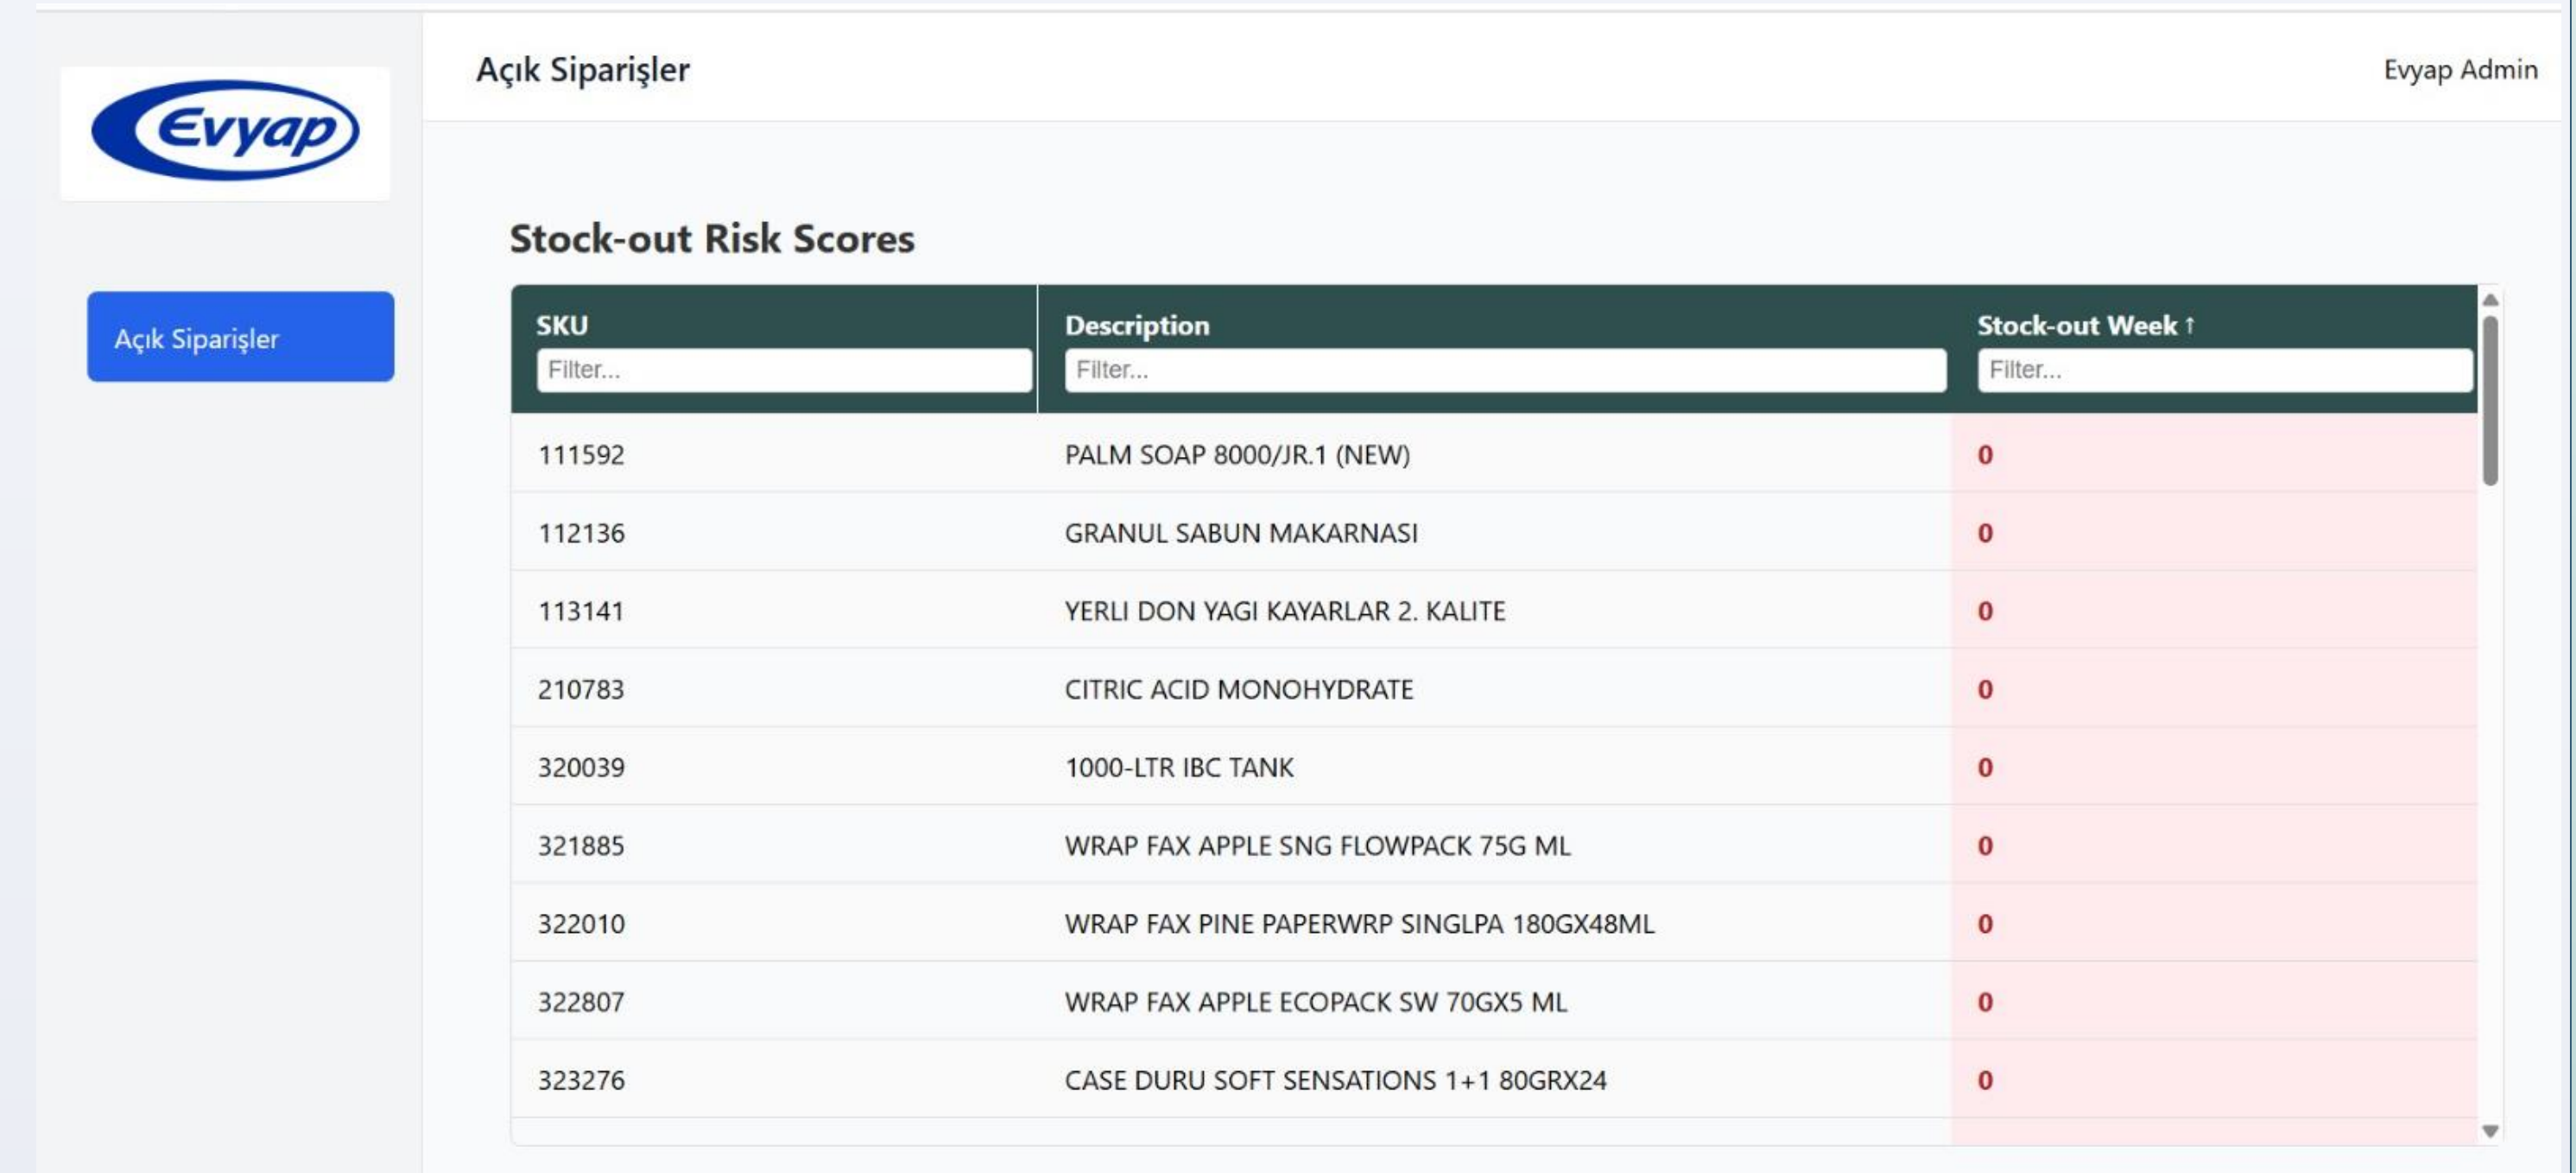 Açık Siparişler
Evyap Admin
Evyap
Açık Siparişler
Stock-out Risk Scores
SKU Description Stock-out Week ↑
Filter... Filter... Filter...
111592 PALM SOAP 8000/JR.1 (NEW) 0
112136 GRANUL SABUN MAKARNASI 0
113141 YERLI DON YAGI KAYARLAR 2. KALITE 0
210783 CITRIC ACID MONOHYDRATE 0
320039 1000-LTR IBC TANK 0
321885 WRAP FAX APPLE SNG FLOWPACK 75G ML 0
322010 WRAP FAX PINE PAPERWRP SINGLPA 180GX48ML 0
322807 WRAP FAX APPLE ECOPACK SW 70GX5 ML 0
323276 CASE DURU SOFT SENSATIONS 1+1 80GRX24 0